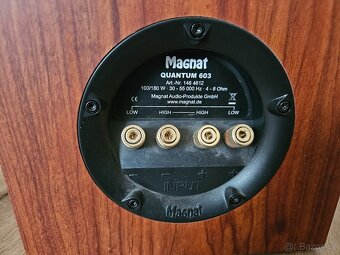 Magnat
QUANTUM 603
Art.-Nr. 146 4612
100/180 W · 30 - 55 000 Hz · 4 - 8 Ohm
Magnat Audio-Produkte GmbH
www.magnat.de
LOW HIGH HIGH LOW
- - + +
INPUT
Magnat